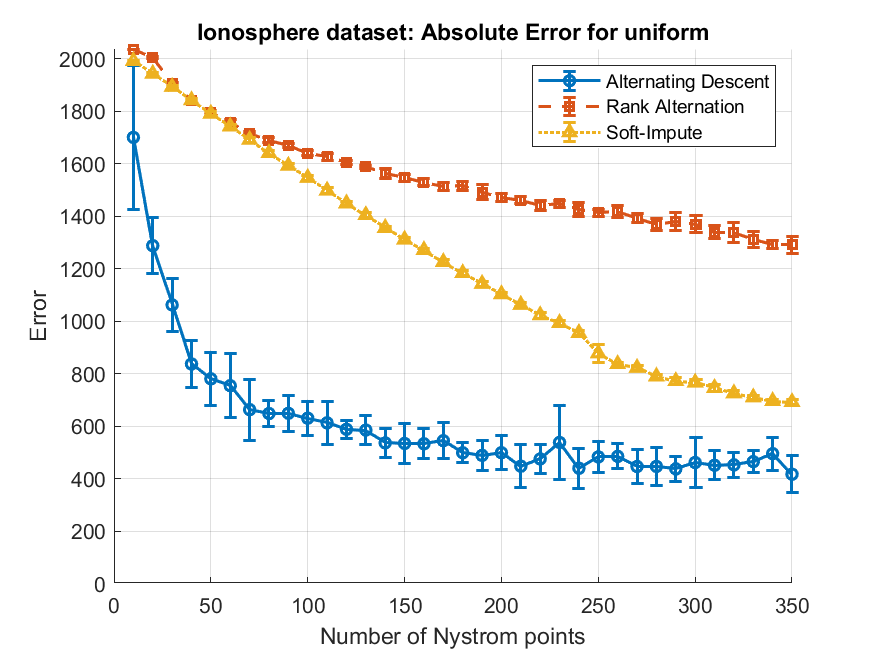 Ionosphere dataset: Absolute Error for uniform
Alternating Descent
Rank Alternation
Soft-Impute
Error
2000
1800
1600
1400
1200
1000
800
600
400
200
0
0 50 100 150 200 250 300 350
Number of Nystrom points